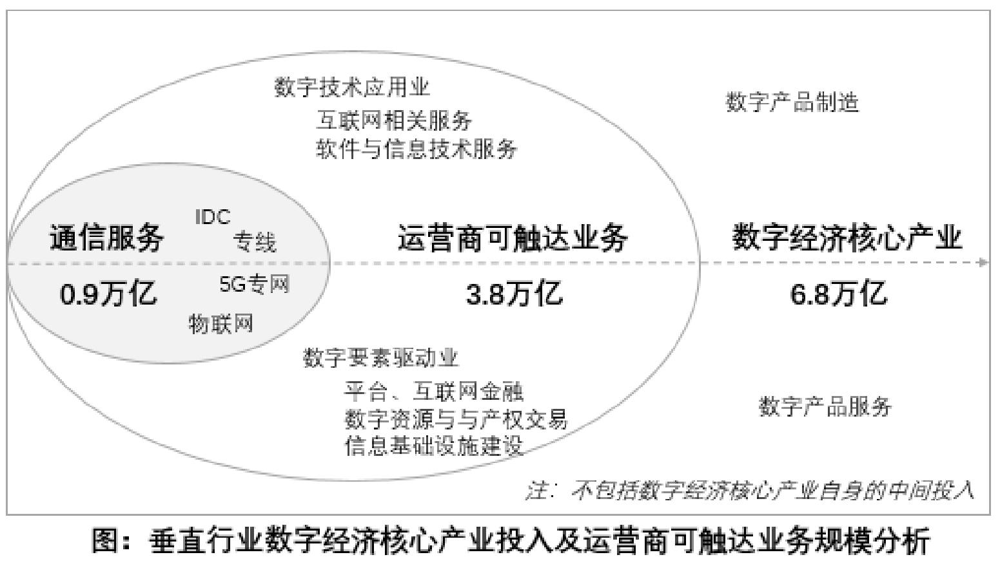 数字技术应用业
互联网相关服务
软件与信息技术服务
数字产品制造
通信服务
IDC
专线
运营商可触达业务
数字经济核心产业
0.9万亿
5G专网
物联网
3.8万亿
6.8万亿
数字要素驱动业
平台、互联网金融
数字资源与与产权交易
信息基础设施建设
数字产品服务
注：不包括数字经济核心产业自身的中间投入
图：垂直行业数字经济核心产业投入及运营商可触达业务规模分析